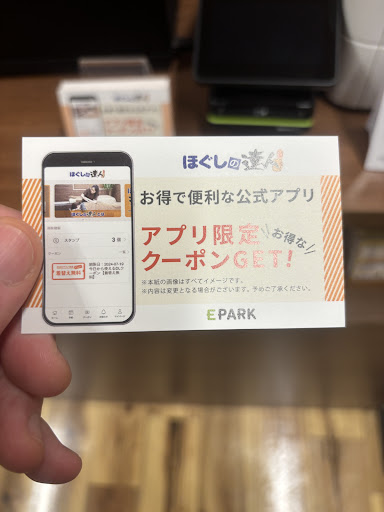 ほぐしの達人
お得で便利な公式アプリ
アプリ限定
お得な
クーポンGET!
※本紙の画像はすべてイメージです。
※内容は変更となる場合がございます。予めご了承ください。
EPARK
ほぐしの達人
スタンプ
3